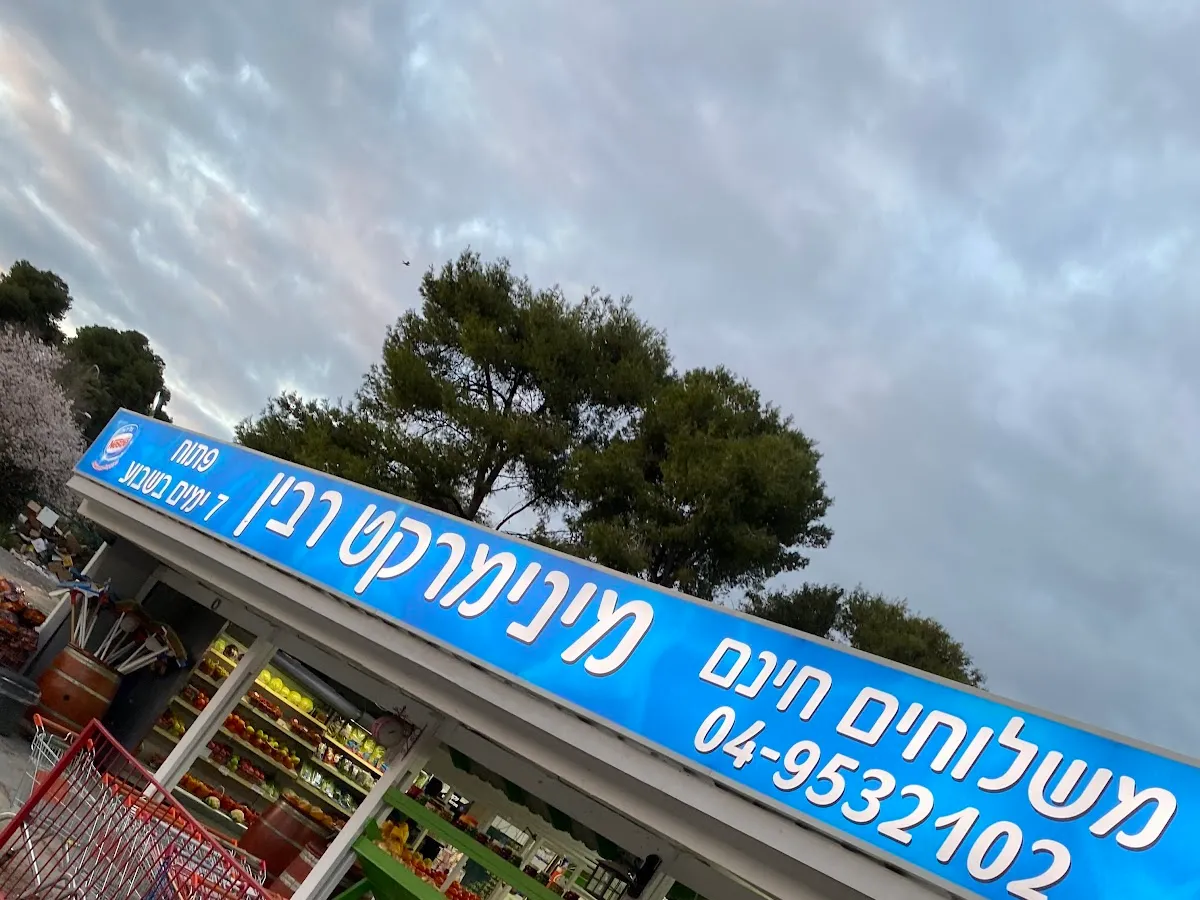 משלוחים חינם
04-9532102
מינימרקט רבין
פתוח
7 ימים בשבוע